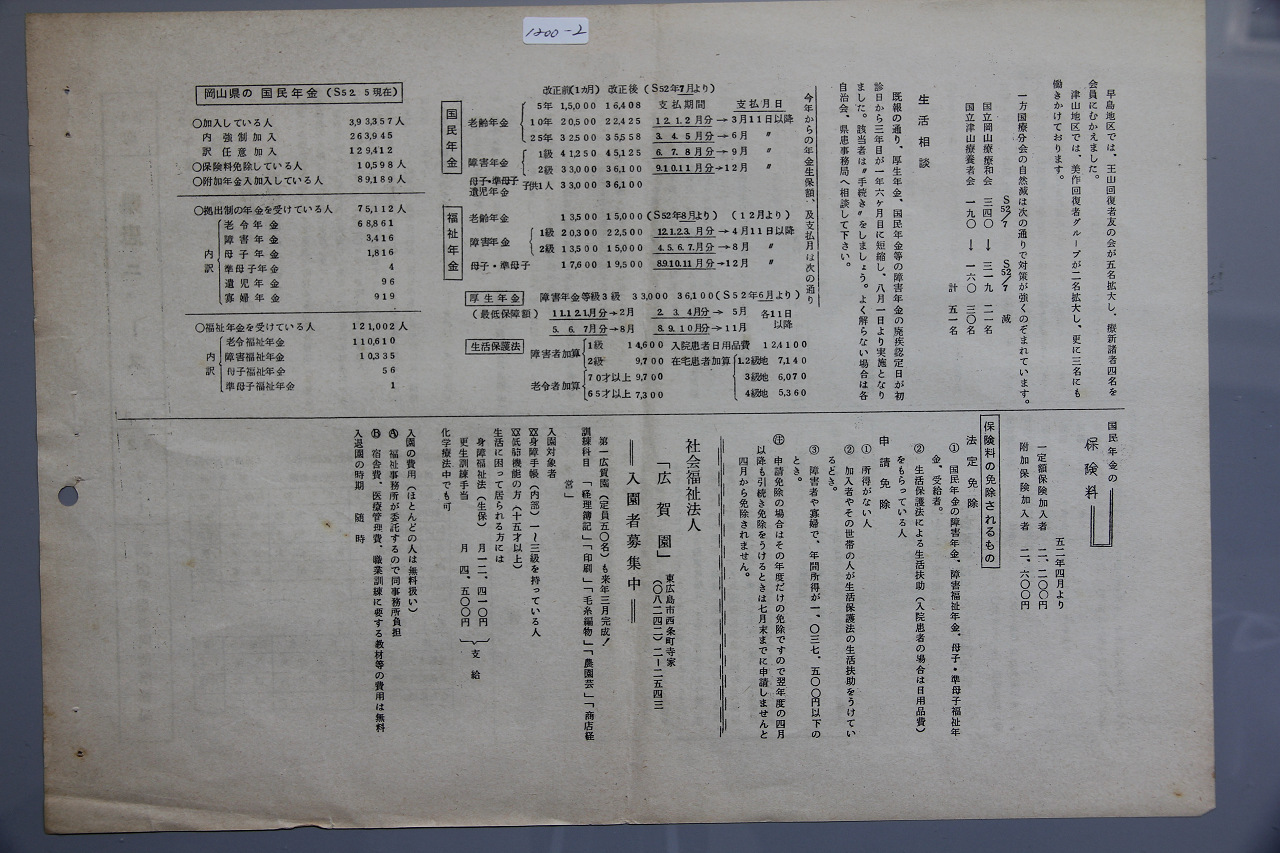 1200-2
早島地区では、王山回復者友の会が五名拡大し、療新読者四名を
会員にむかえました。
津山地区では、美作回復者グループが二名拡大し、更に三名にも
働きかけております。
一方国療分会の自然減は次の通りで対策が強くのぞまれています。
S52/7 S52/7 減
国立岡山療療和会 三四〇→三一九 二一名
国立津山療養者会 一九〇→一六〇 三〇名
計 五一名
生活相談
既報の通り、厚生年金、国民年金等の障害年金の廃疾認定日が初
診日から三年目が一年六ヶ月目に短縮し、八月一日より実施となり
ました。該当者は〃手続き〃をしましょう。よく解らない場合は各
自治会、県患事務局へ相談して下さい。
今年からの年金生保額、及支払月は次の通り
改正前(1カ月) 改正後(S52年7月より)
国民年金
老齢年金
5年 15,000 16,408 支払期間 支払月日
10年 20,500 22,425 12.1.2月分→3月11日以降
25年 32,500 35,558 3.4.5月分→6月 〃
障害年金
1級 41,250 45,125 6.7.8月分→9月 〃
2級 33,000 36,100 9.10.11月分→12月 〃
母子・準母子
遺児年金
子供1人 33,000 36,100
福祉年金
老齢年金 13,500 15,000 (S52年8月より) (12月より)
障害年金
1級 20,300 22,500 12.1.2.3.月分→4月11日以降
2級 13,500 15,000 4.5.6.7.月分→8月 〃
母子・準母子 17,600 19,500 8.9.10.11月分→12月 〃
厚生年金 障害年金等級3級 33,000 36,100(S52年6月より)
(最低保障額) 11.12.1月分→2月 2.3.4月分→5月 各11日
5.6.7月分→8月 8.9.10月分→11月 以降
生活保護法
障害者加算
1級 14,600 入院患者日用品費 12,4100
2級 9,700 在宅患者加算 1.2級地 7,140
老令者加算
70才以上 9,700 3級地 6,070
65才以上 7,300 4級地 5,360
岡山県の国民年金(S52 5現在)
○加入している人 393,357人
内 強制加入 263,945
訳 任意加入 129,412
○保険料免除している人 10,598人
○附加年金入加入している人 89,189人
○拠出制の年金を受けている人 75,112人
内訳
老令年金 68,861
障害年金 3,416
母子年金 1,816
準母子年金 4
遺児年金 96
寡婦年金 919
○福祉年金を受けている人 121,002人
内訳
老令福祉年金 110,610
障害福祉年金 10,335
母子福祉年金 56
準母子福祉年金 1
国民年金の
保険料
五二年四月より
一定額保険加入者 二、二〇〇円
附加保険加入者 二、六〇〇円
保険料の免除されるもの
法定免除
① 国民年金の障害年金、障害福祉年金、母子・準母子福祉年
金、受給者。
② 生活保護法による生活扶助(入院患者の場合は日用品費)
をもらっている人
申請免除
① 所得がない人
② 加入者やその世帯の人が生活保護法の生活扶助をうけてい
るどき。
③ 障害者や寡婦で、年間所得が一、〇三七、五〇〇円以下の
とき。
㊟ 申請免除の場合はその年度だけの免除ですので翌年度の四月
以降も引続き免除をうけるときは七月末までに申請しませんと
四月から免除されません。
社会福祉法人
「広賀園」 東広島市西条町寺家
(〇八二四二)二―二五四三
入園者募集中
第一広賀園(定員五〇名)も来年三月完成!
訓練科目 「経理簿記」「印刷」「毛糸編物」「農園芸」「商店経
営」
入園対象者
☆身障手帳(内部)一〜三級を持っている人
☆低肺機能の方(十五才以上)
生活に困って居られる方には
身障福祉法(生保) 月一二、四一〇円
更生訓練手当 月 四、五〇〇円 支給
化学療法中でも可
入園の費用(ほとんどの人は無料扱い)
Ⓐ 福祉事務所が委託するので同事務所負担
Ⓑ 宿舎費、医療管理費、職業訓練に要する教材等の費用は無料
入退園の時期 随時